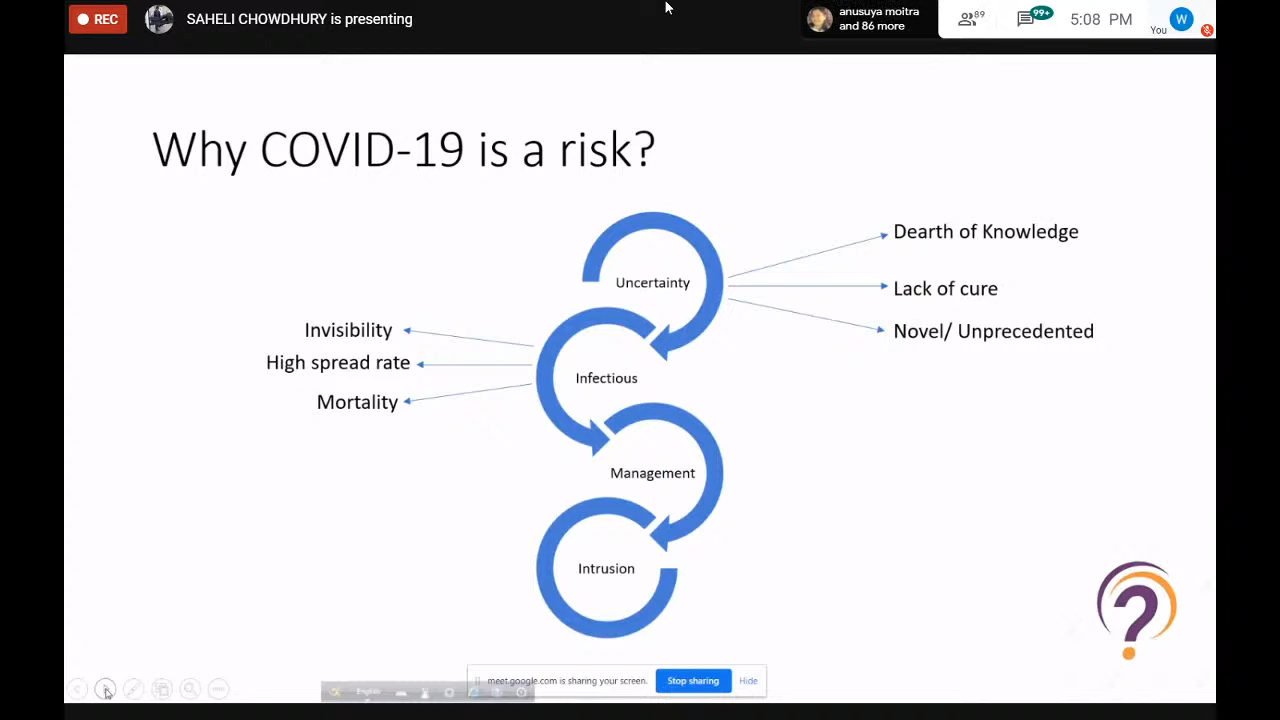 REC
SAHELI CHOWDHURY is presenting
anusuya moitra
and 86 more
89
99+
5:08 PM
W
You
Why COVID-19 is a risk?
Uncertainty
Dearth of Knowledge
Lack of cure
Novel/ Unprecedented
Invisibility
High spread rate
Mortality
Infectious
Management
Intrusion
?
meet.google.com is sharing your screen.
Stop sharing
Hide
English